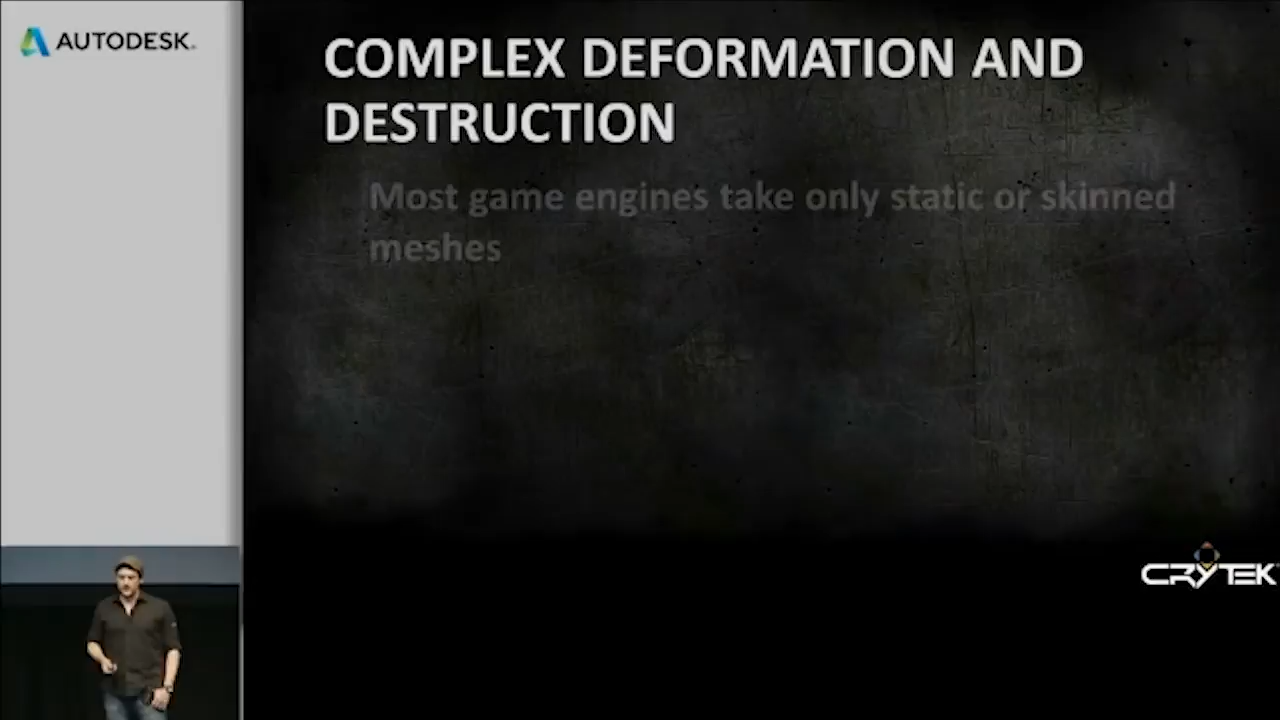 AUTODESK.
COMPLEX DEFORMATION AND
DESTRUCTION
Most game engines take only static or skinned
meshes
CRYTEK